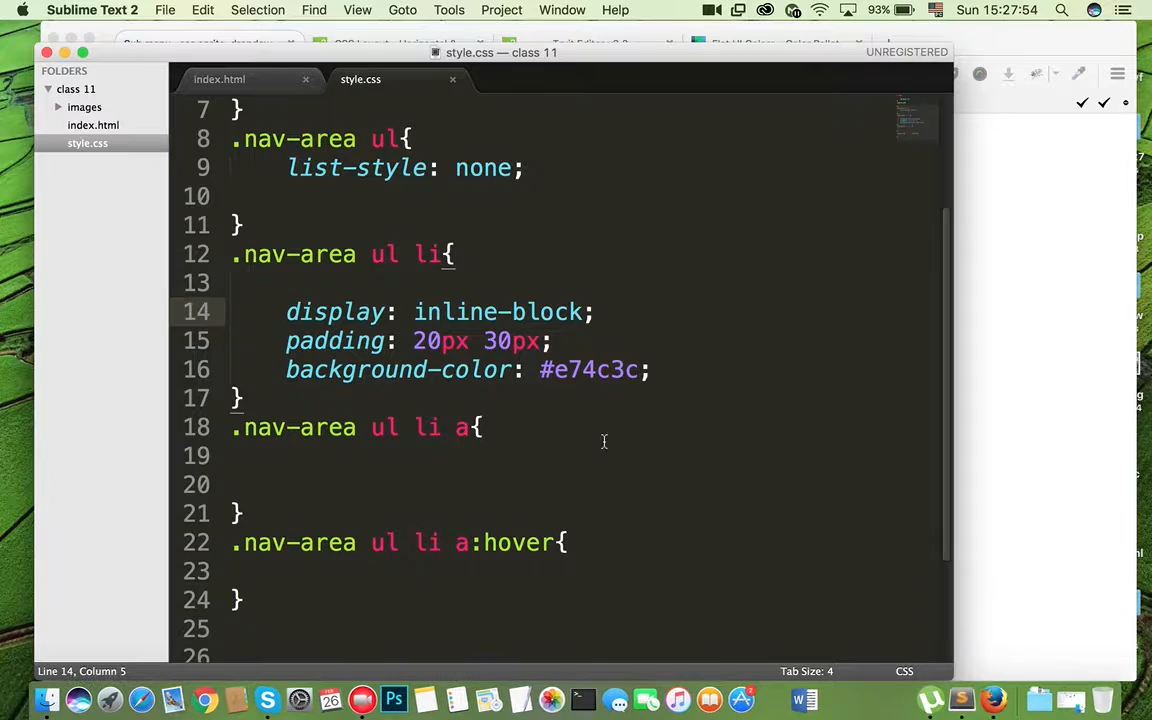 Sublime Text 2 File Edit Selection Find View Goto Tools Project Window Help 93% Sun 15:27:54
style.css — class 11 UNREGISTERED
FOLDERS
class 11
images
index.html
style.css
index.html × style.css ×
7 }
8 .nav-area ul{
9 list-style: none;
10
11 }
12 .nav-area ul li{
13
14 display: inline-block;
15 padding: 20px 30px;
16 background-color: #e74c3c;
17 }
18 .nav-area ul li a{
19
20
21 }
22 .nav-area ul li a:hover{
23
24 }
25
26
Line 14, Column 5 Tab Size: 4 CSS